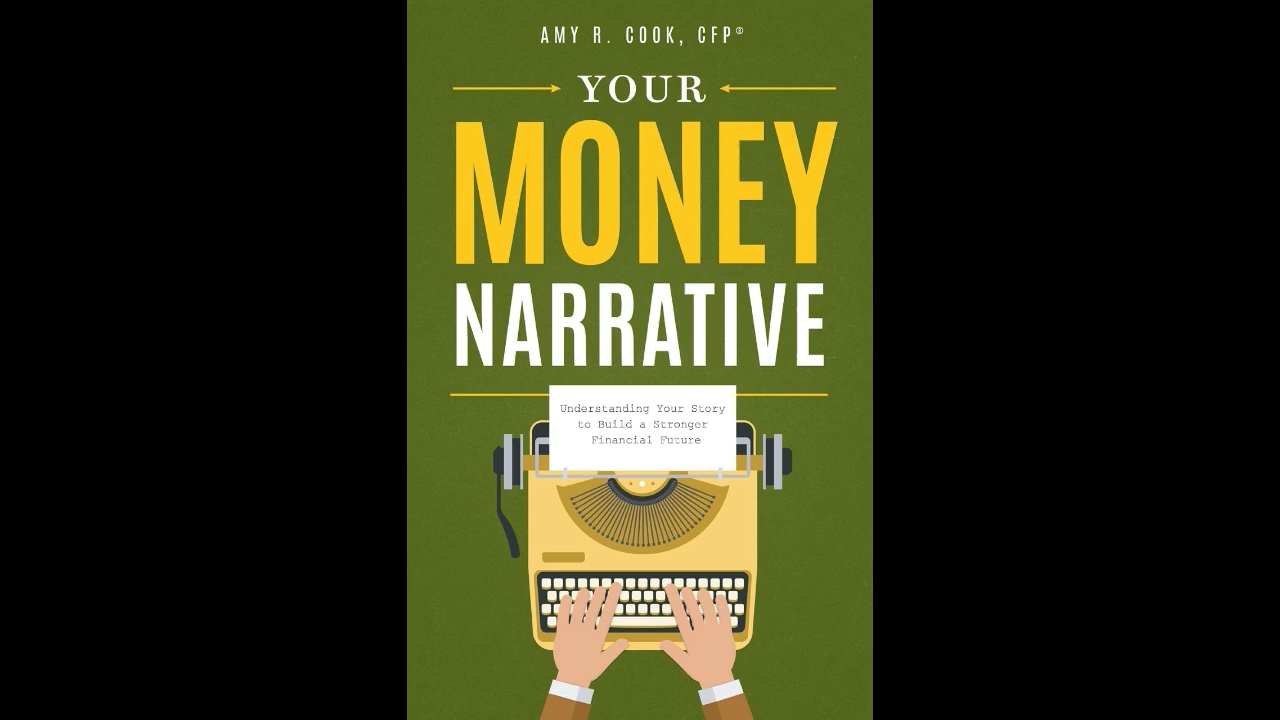 AMY R. COOK, CFP®
YOUR
MONEY
NARRATIVE
Understanding Your Story
to Build a Stronger
Financial Future